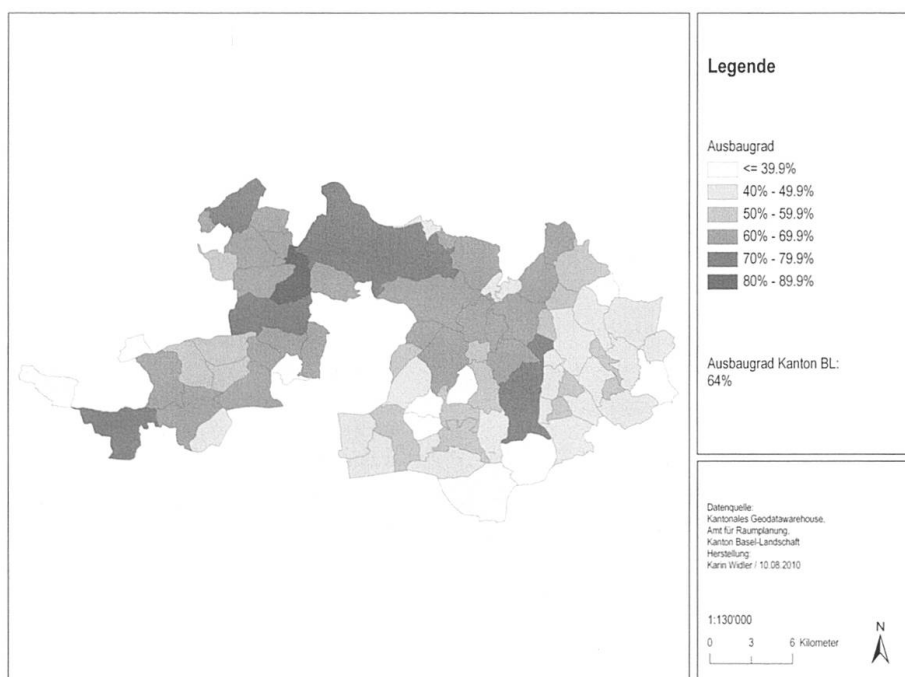 Legende
Ausbaugrad
<= 39.9%
40% - 49.9%
50% - 59.9%
60% - 69.9%
70% - 79.9%
80% - 89.9%
Ausbaugrad Kanton BL:
64%
Datenquelle:
Kantonales Geodatawarehouse,
Amt für Raumplanung,
Kanton Basel-Landschaft
Herstellung:
Karin Widler / 10.08.2010
1:130'000
0 3 6 Kilometer
N